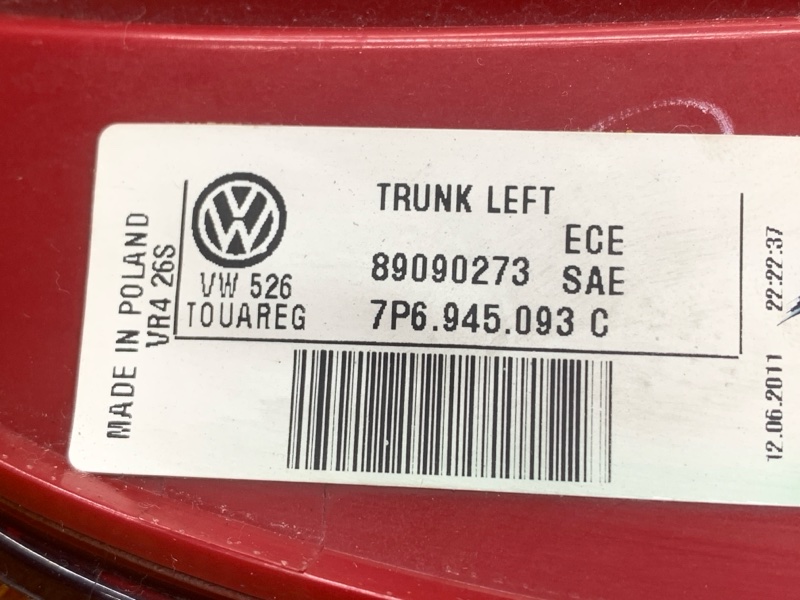 MADE IN POLAND
VR4 26S
VW 526
TOUAREG
TRUNK LEFT
ECE
89090273 SAE
7P6.945.093 C
12.06.2011 22:22:37